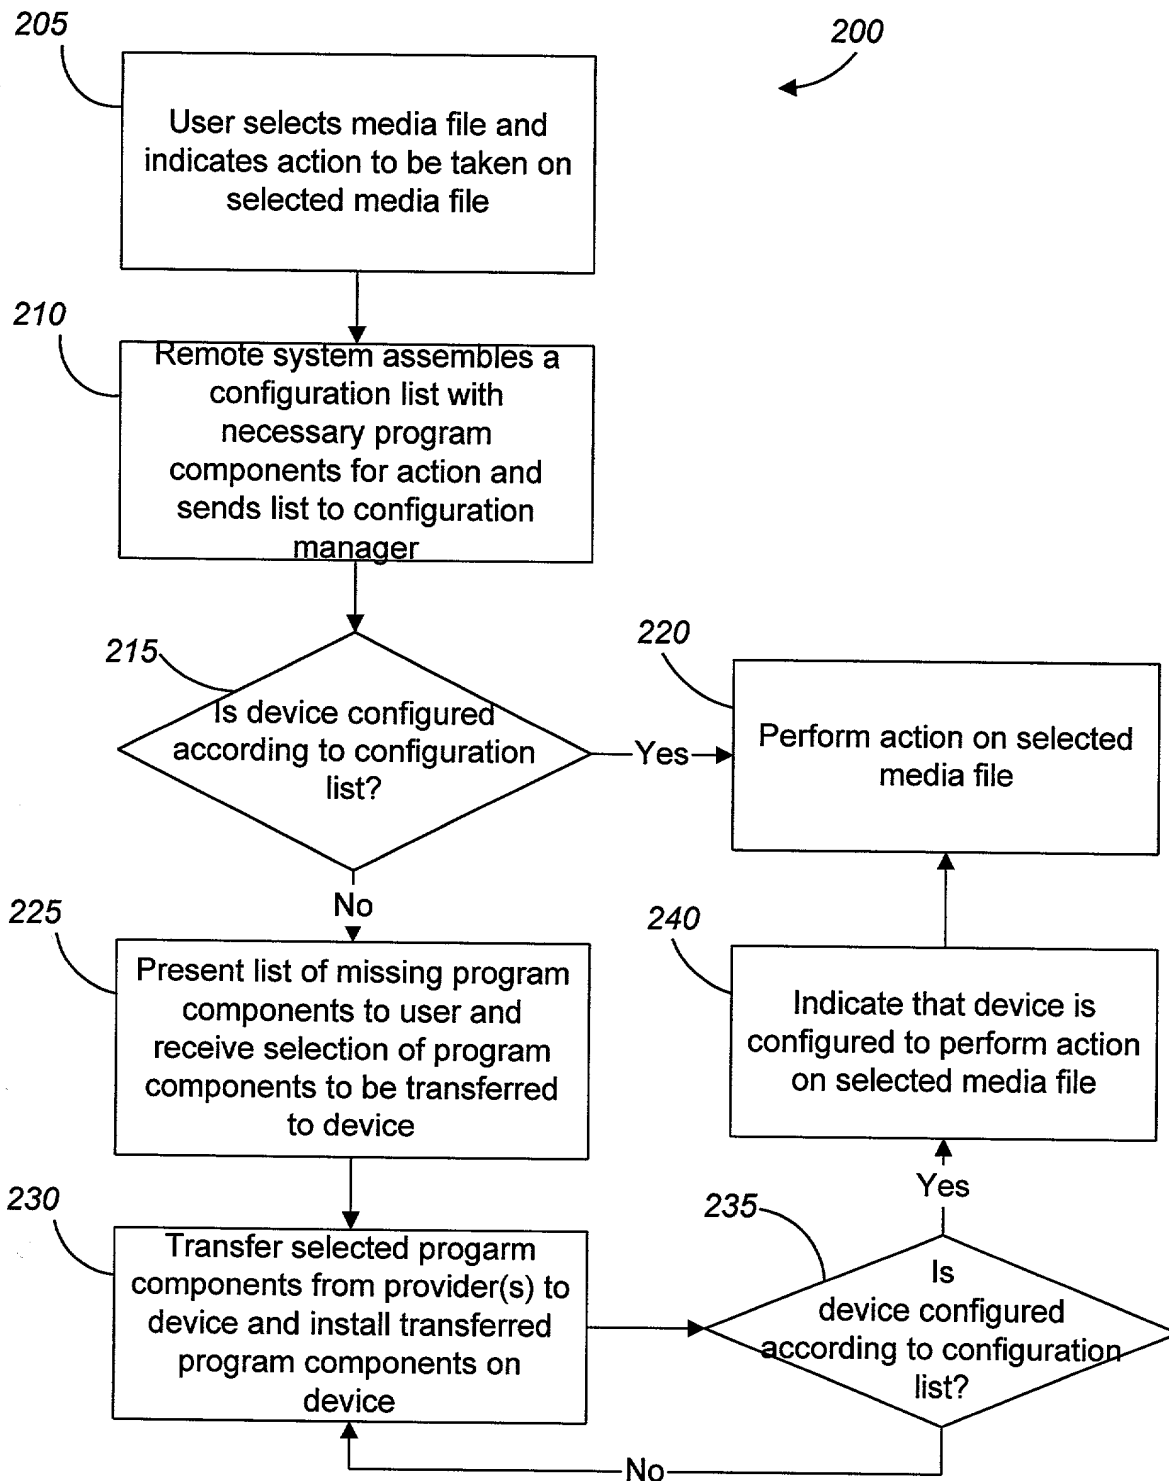 205
200
User selects media file and
indicates action to be taken on
selected media file
210
Remote system assembles a
configuration list with
necessary program
components for action and
sends list to configuration
manager
215
Is device configured
according to configuration
list?
Yes
220
Perform action on selected
media file
No
225
Present list of missing program
components to user and
receive selection of program
components to be transferred
to device
240
Indicate that device is
configured to perform action
on selected media file
Yes
230
Transfer selected progarm
components from provider(s) to
device and install transferred
program components on
device
235
Is
device configured
according to configuration
list?
No